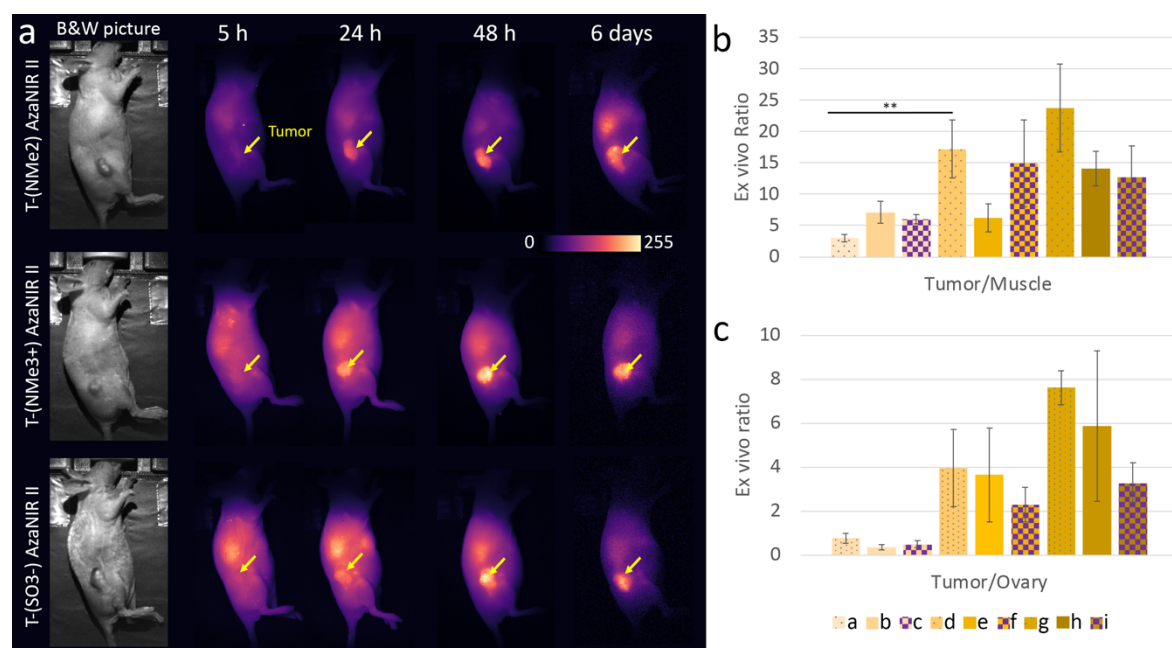 a
B&W picture
5 h
24 h
48 h
6 days
T-(NMe2) AzaNIR II
Tumor
0
255
T-(NMe3+) AzaNIR II
T-(SO3-) AzaNIR II
b
Ex vivo Ratio
35
30
25
20
15
10
5
0
**
Tumor/Muscle
c
Ex vivo ratio
10
8
6
4
2
0
Tumor/Ovary
a b c d e f g h i